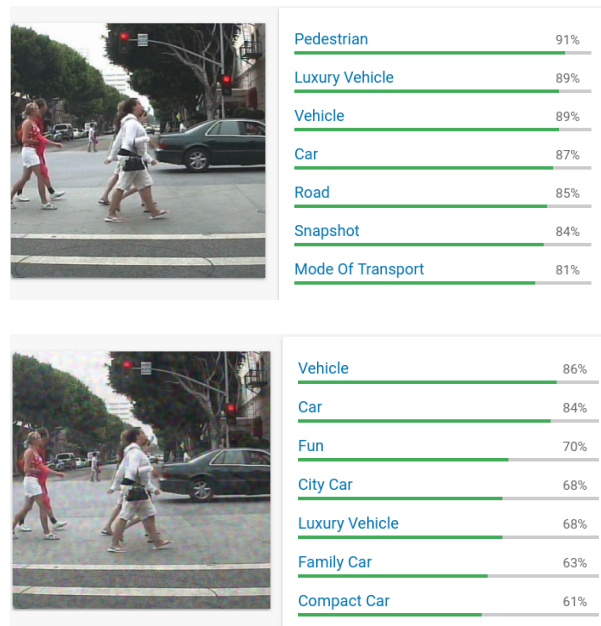 Pedestrian 91%
Luxury Vehicle 89%
Vehicle 89%
Car 87%
Road 85%
Snapshot 84%
Mode Of Transport 81%
Vehicle 86%
Car 84%
Fun 70%
City Car 68%
Luxury Vehicle 68%
Family Car 63%
Compact Car 61%